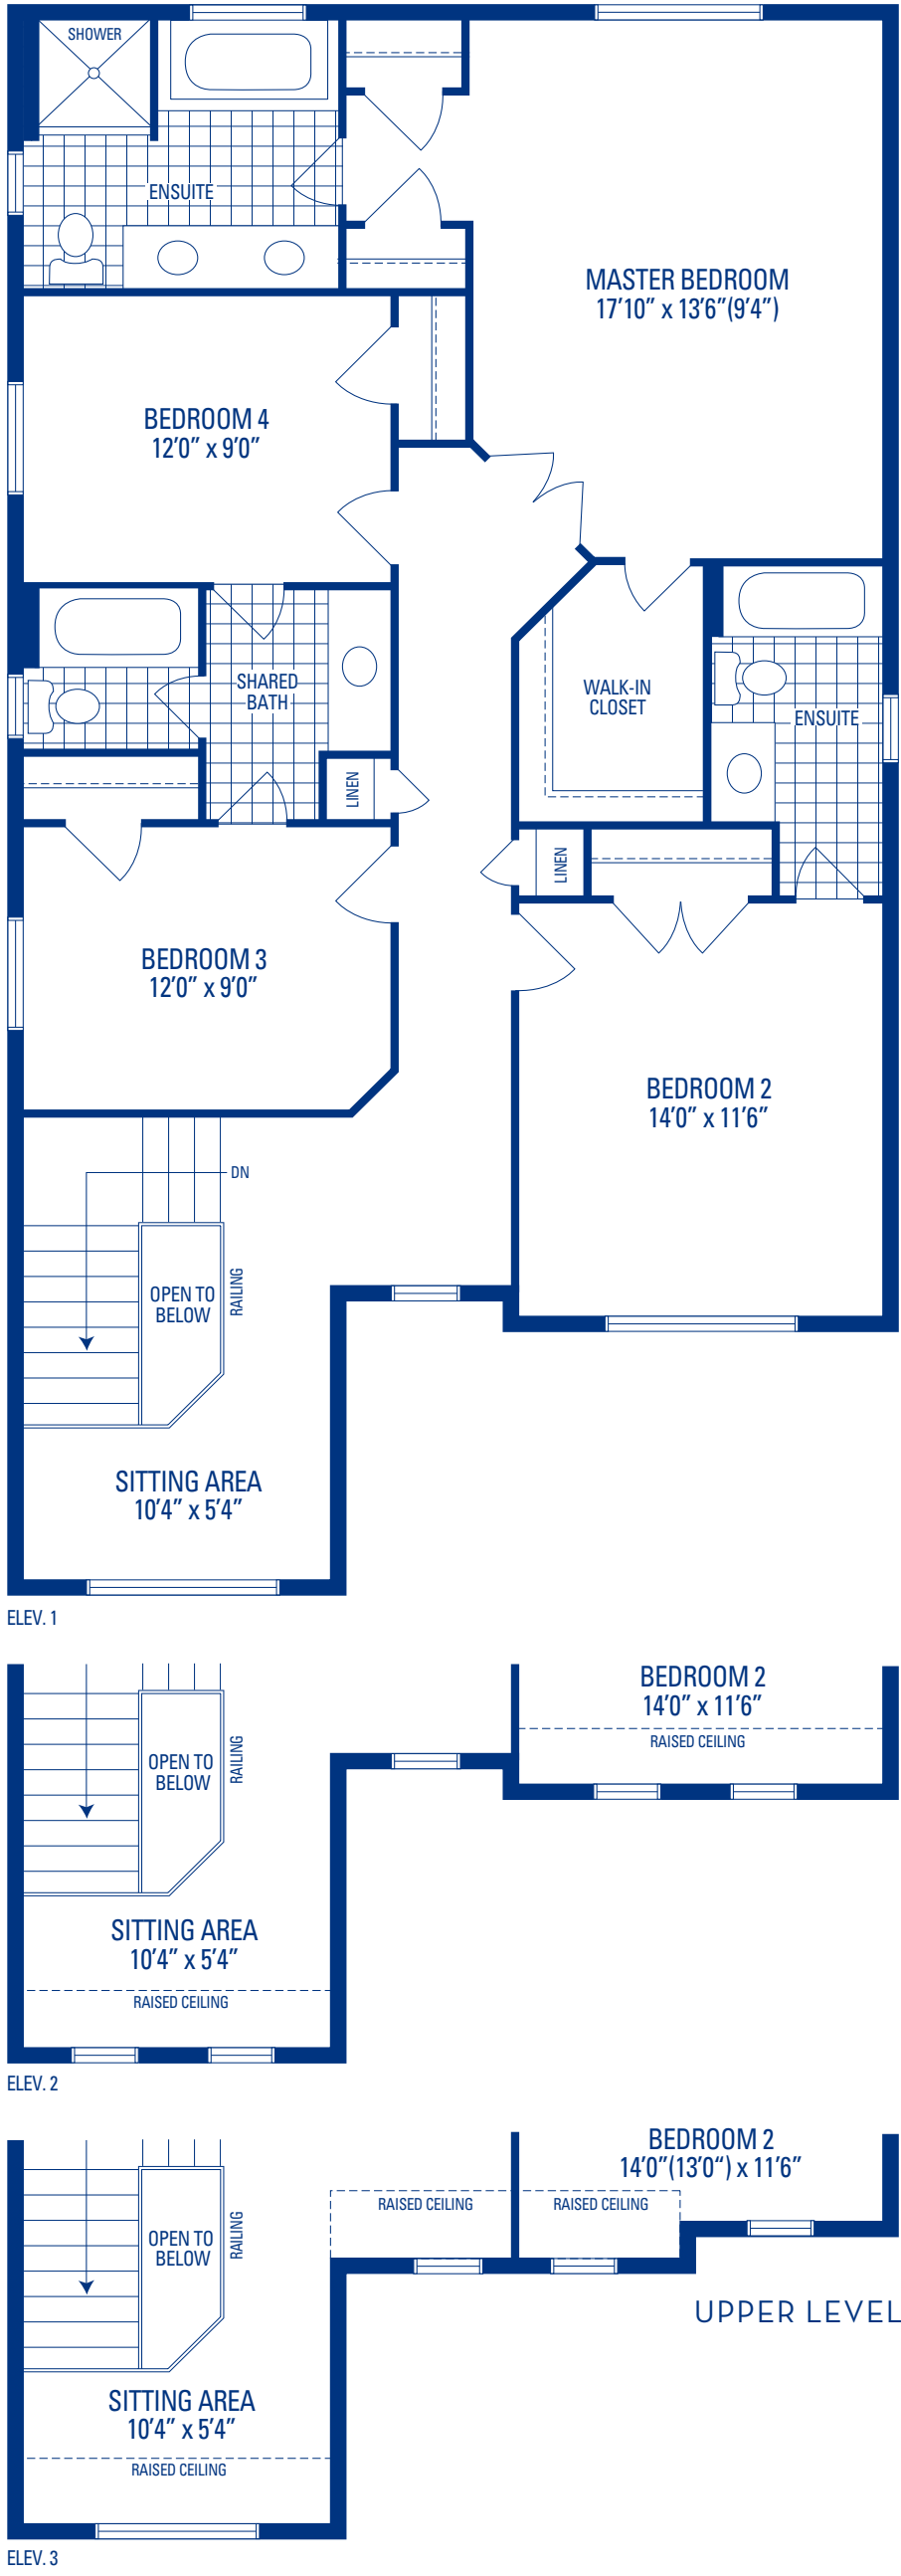 SHOWER
ENSUITE
MASTER BEDROOM
17'10" x 13'6"(9'4")
BEDROOM 4
12'0" x 9'0"
SHARED
BATH
WALK-IN
CLOSET
ENSUITE
LINEN
LINEN
BEDROOM 3
12'0" x 9'0"
BEDROOM 2
14'0" x 11'6"
DN
OPEN TO
BELOW
RAILING
SITTING AREA
10'4" x 5'4"
ELEV. 1
BEDROOM 2
14'0" x 11'6"
RAISED CEILING
OPEN TO
BELOW
RAILING
SITTING AREA
10'4" x 5'4"
RAISED CEILING
ELEV. 2
BEDROOM 2
14'0"(13'0") x 11'6"
RAISED CEILING
RAISED CEILING
OPEN TO
BELOW
RAILING
UPPER LEVEL
SITTING AREA
10'4" x 5'4"
RAISED CEILING
ELEV. 3